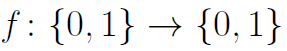 f : {0, 1} → {0, 1}